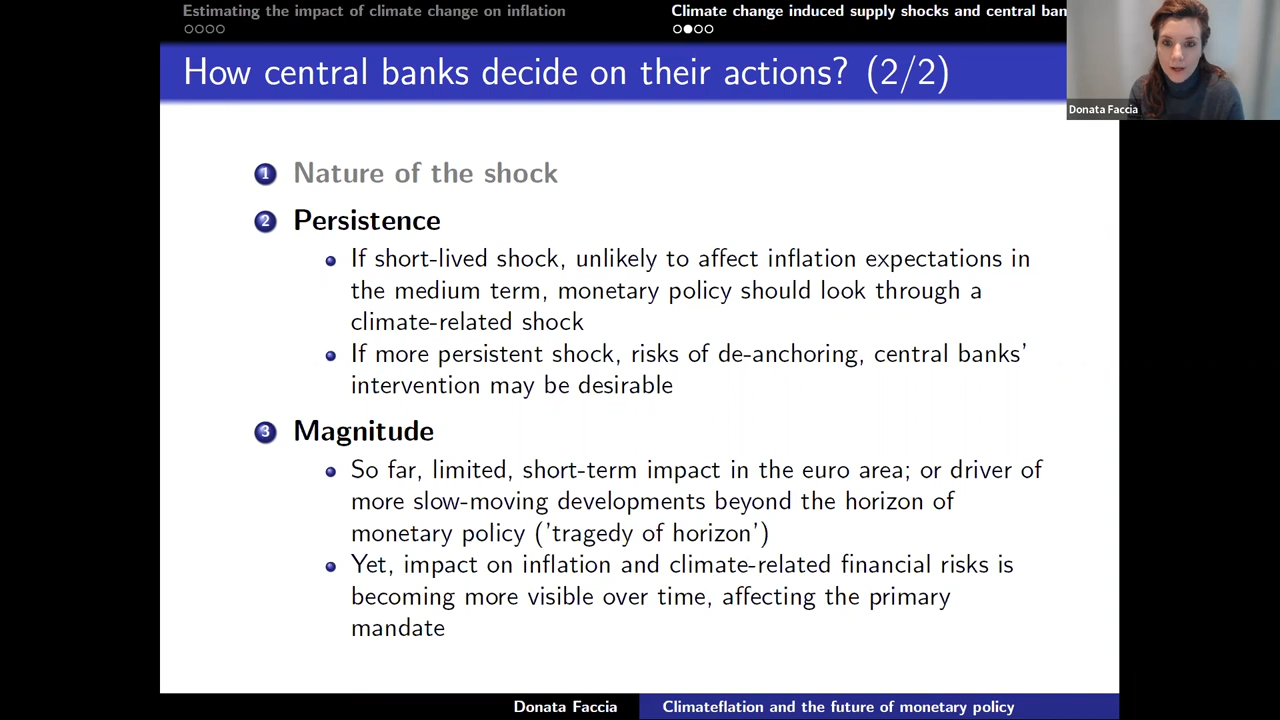 Estimating the impact of climate change on inflation
Climate change induced supply shocks and central ban
How central banks decide on their actions? (2/2)
Donata Faccia
1 Nature of the shock
2 Persistence
If short-lived shock, unlikely to affect inflation expectations in
the medium term, monetary policy should look through a
climate-related shock
If more persistent shock, risks of de-anchoring, central banks'
intervention may be desirable
3 Magnitude
So far, limited, short-term impact in the euro area; or driver of
more slow-moving developments beyond the horizon of
monetary policy ('tragedy of horizon')
Yet, impact on inflation and climate-related financial risks is
becoming more visible over time, affecting the primary
mandate
Donata Faccia
Climateflation and the future of monetary policy